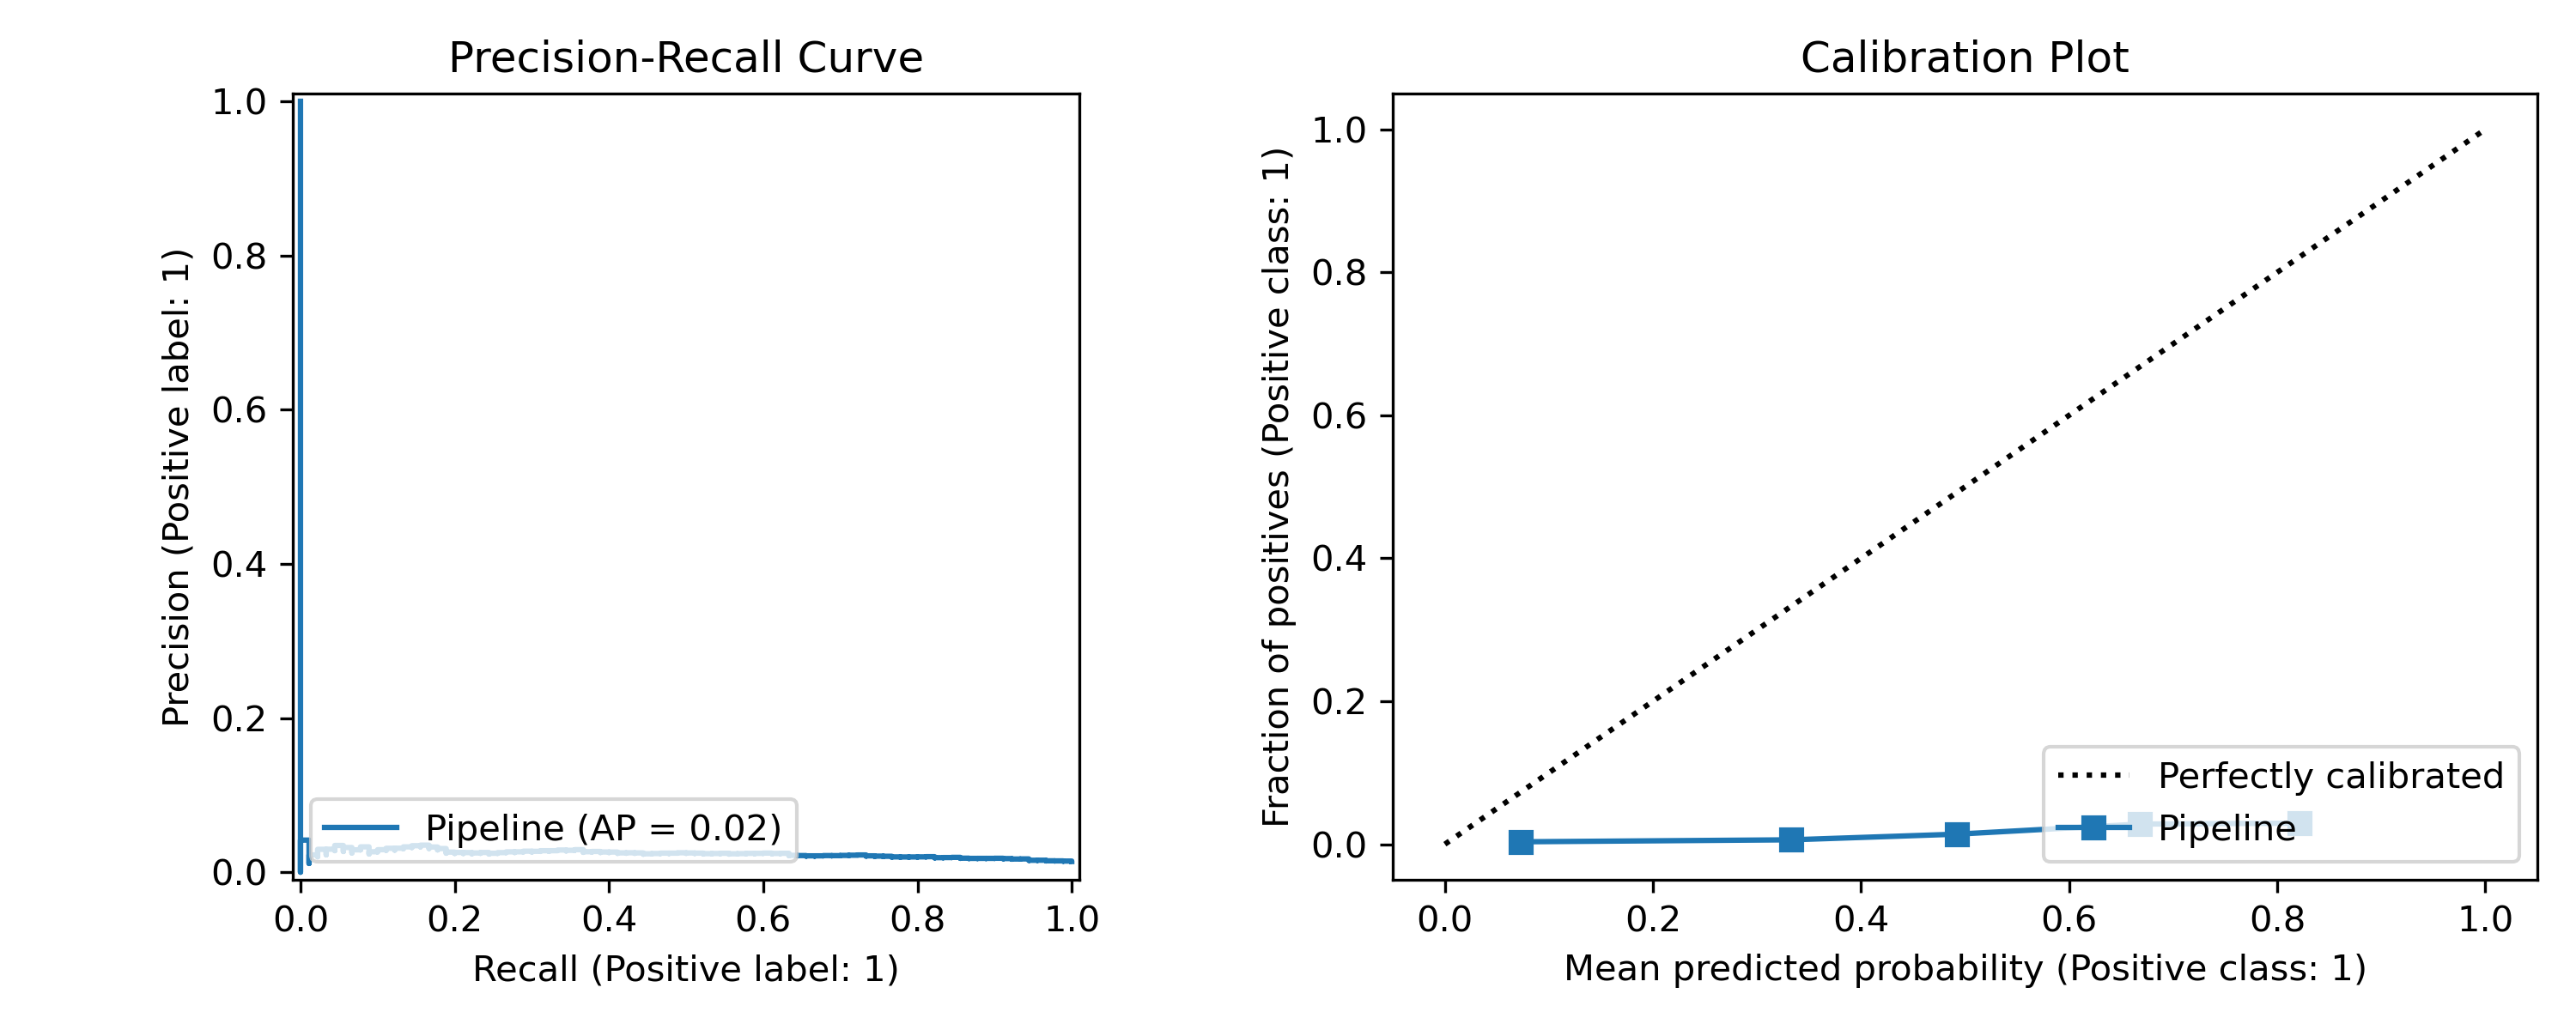 Precision-Recall Curve
1.0
0.8
0.6
0.4
0.2
0.0
Precision (Positive label: 1)
Pipeline (AP = 0.02)
0.0 0.2 0.4 0.6 0.8 1.0
Recall (Positive label: 1)
Calibration Plot
1.0
0.8
0.6
0.4
0.2
0.0
Fraction of positives (Positive class: 1)
Perfectly calibrated
Pipeline
0.0 0.2 0.4 0.6 0.8 1.0
Mean predicted probability (Positive class: 1)